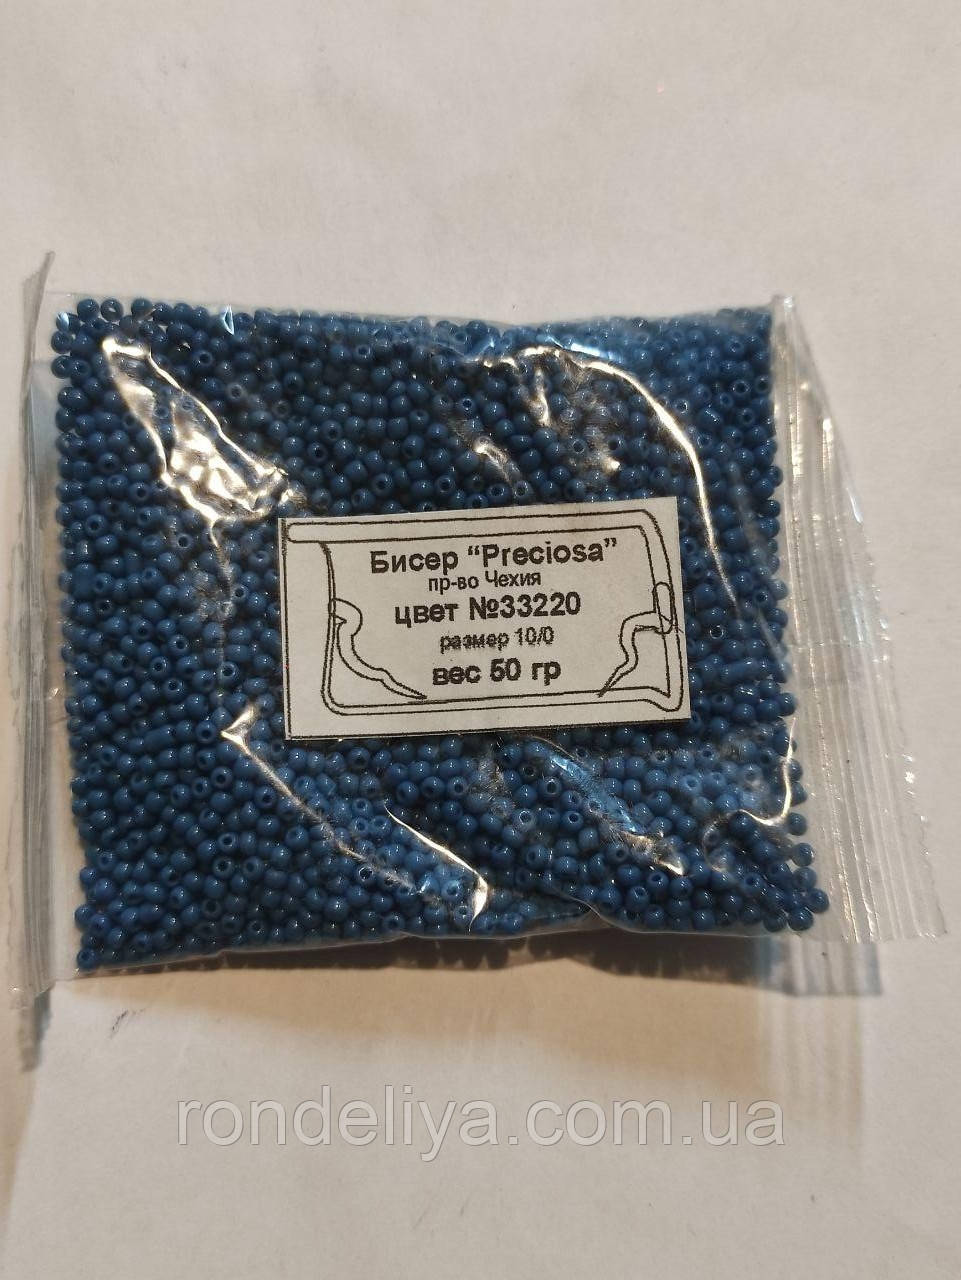 Бисер “Preciosa”
пр-во Чехия
цвет №33220
размер 10/0
вес 50 гр
rondeliya.com.ua